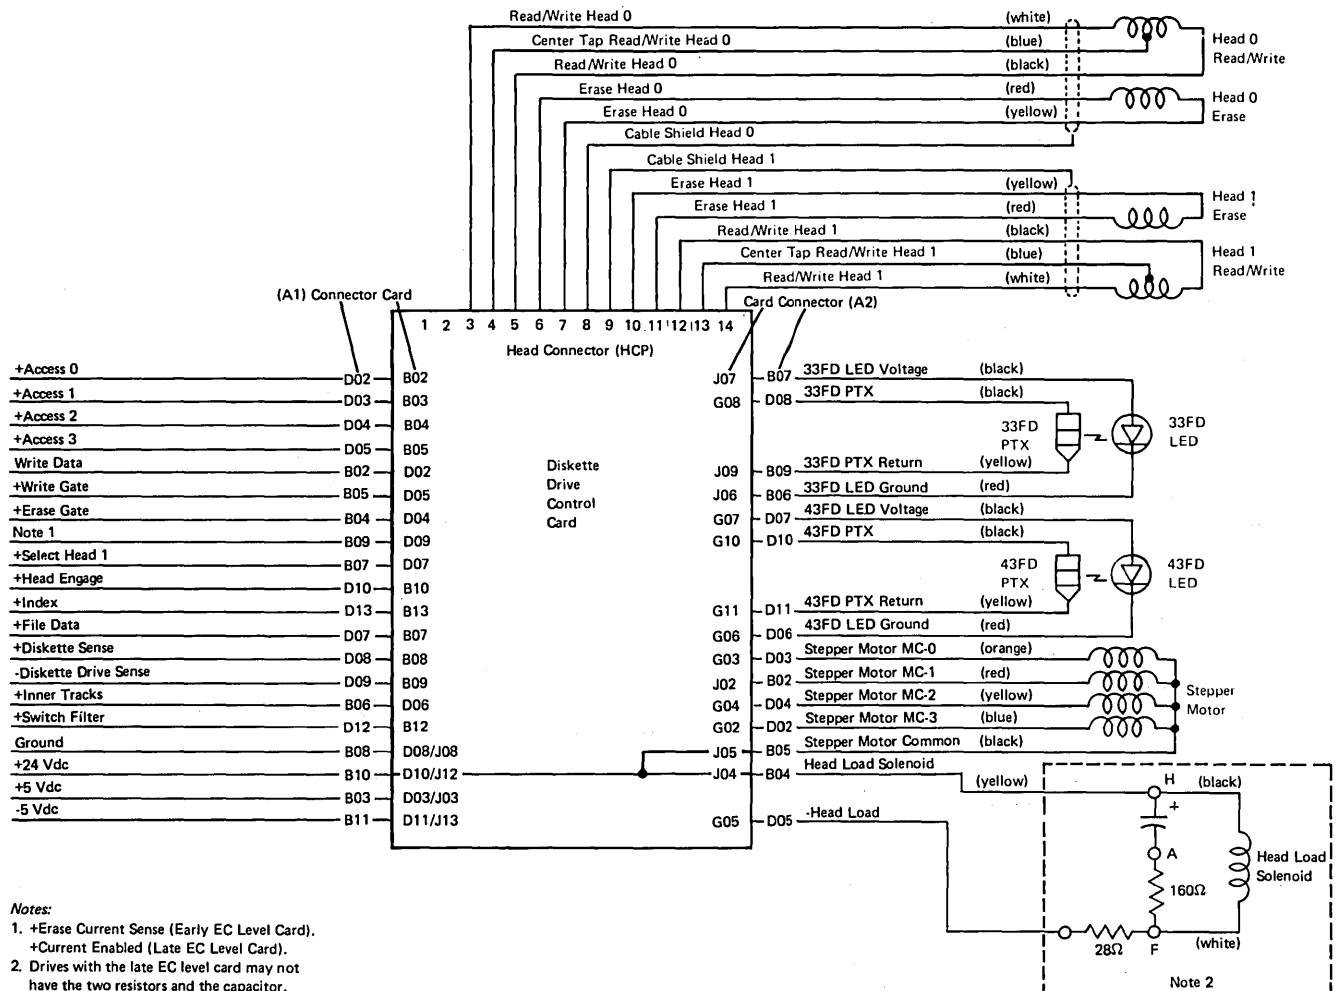 Read/Write Head 0 (white)
Center Tap Read/Write Head 0 (blue)
Read/Write Head 0 (black)
Erase Head 0 (red)
Erase Head 0 (yellow)
Cable Shield Head 0
Cable Shield Head 1
Erase Head 1 (yellow)
Erase Head 1 (red)
Read/Write Head 1 (black)
Center Tap Read/Write Head 1 (blue)
Read/Write Head 1 (white)
Head 0
Read/Write
Head 0
Erase
Head 1
Erase
Head 1
Read/Write
(A1) Connector Card
Card Connector (A2)
1 2 3 4 5 6 7 8 9 10 11 12 13 14
Head Connector (HCP)
Diskette
Drive
Control
Card
+Access 0 D02 B02
+Access 1 D03 B03
+Access 2 D04 B04
+Access 3 D05 B05
Write Data B02 D02
+Write Gate B05 D05
+Erase Gate B04 D04
Note 1 B09 D09
+Select Head 1 B07 D07
+Head Engage D10 B10
+Index D13 B13
+File Data D07 B07
+Diskette Sense D08 B08
-Diskette Drive Sense D09 B09
+Inner Tracks B06 D06
+Switch Filter D12 B12
Ground B08 D08/J08
+24 Vdc B10 D10/J12
+5 Vdc B03 D03/J03
-5 Vdc B11 D11/J13
J07 B07 33FD LED Voltage (black)
G08 D08 33FD PTX (black)
33FD
PTX
33FD
LED
J09 B09 33FD PTX Return (yellow)
J06 B06 33FD LED Ground (red)
G07 D07 43FD LED Voltage (black)
G10 D10 43FD PTX (black)
43FD
PTX
43FD
LED
G11 D11 43FD PTX Return (yellow)
G06 D06 43FD LED Ground (red)
G03 D03 Stepper Motor MC-0 (orange)
J02 B02 Stepper Motor MC-1 (red)
G04 D04 Stepper Motor MC-2 (yellow)
G02 D02 Stepper Motor MC-3 (blue)
J05 B05 Stepper Motor Common (black)
Stepper
Motor
J04 B04 Head Load Solenoid (yellow)
G05 D05 -Head Load
H (black)
+
A
Head Load
Solenoid
160Ω
28Ω F (white)
Note 2
Notes:
1. +Erase Current Sense (Early EC Level Card).
+Current Enabled (Late EC Level Card).
2. Drives with the late EC level card may not
have the two resistors and the capacitor.